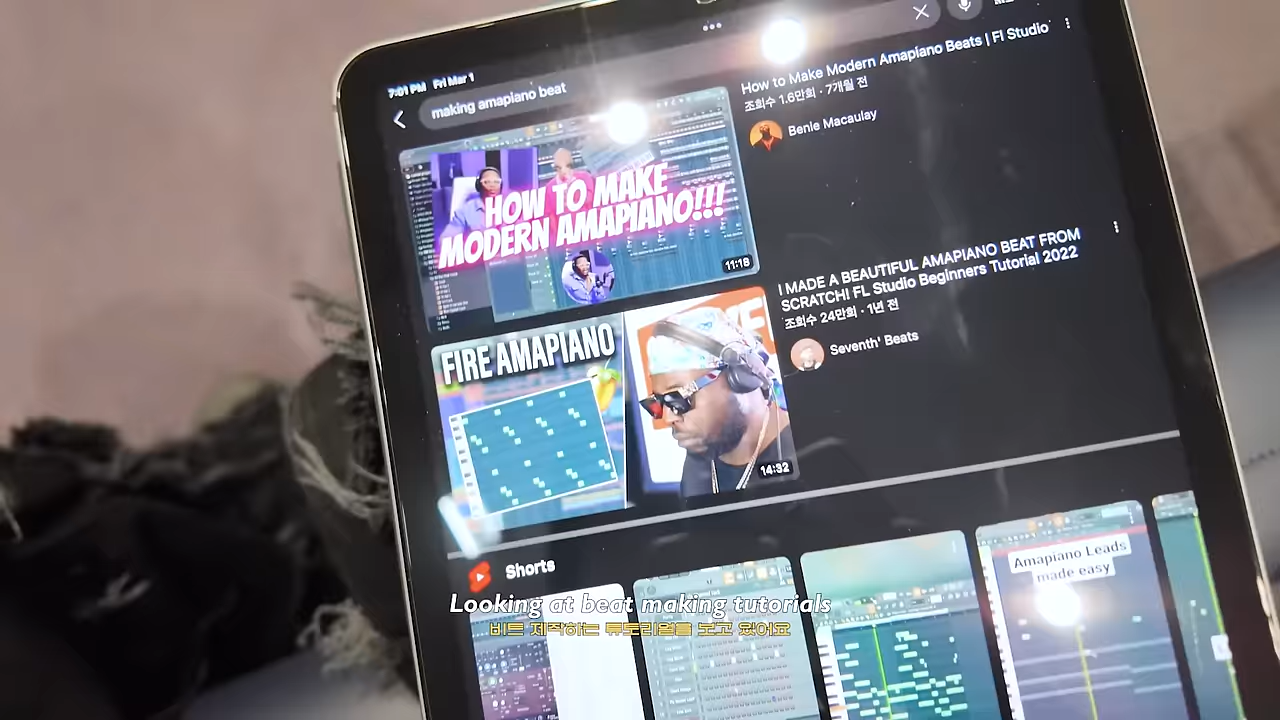 7:01 PM Fri Mar 1
making amapiano beat
HOW TO MAKE
MODERN AMAPIANO!!!
11:18
How to Make Modern Amapiano Beats | Fl Studio
조회수 1.6만회 · 7개월 전
Benie Macaulay
FIRE AMAPIANO
14:32
I MADE A BEAUTIFUL AMAPIANO BEAT FROM
SCRATCH! FL Studio Beginners Tutorial 2022
조회수 24만회 · 1년 전
Seventh' Beats
Shorts
Amapiano Leads
made easy
Looking at beat making tutorials
비트 제작하는 튜토리얼을 보고 왔어요